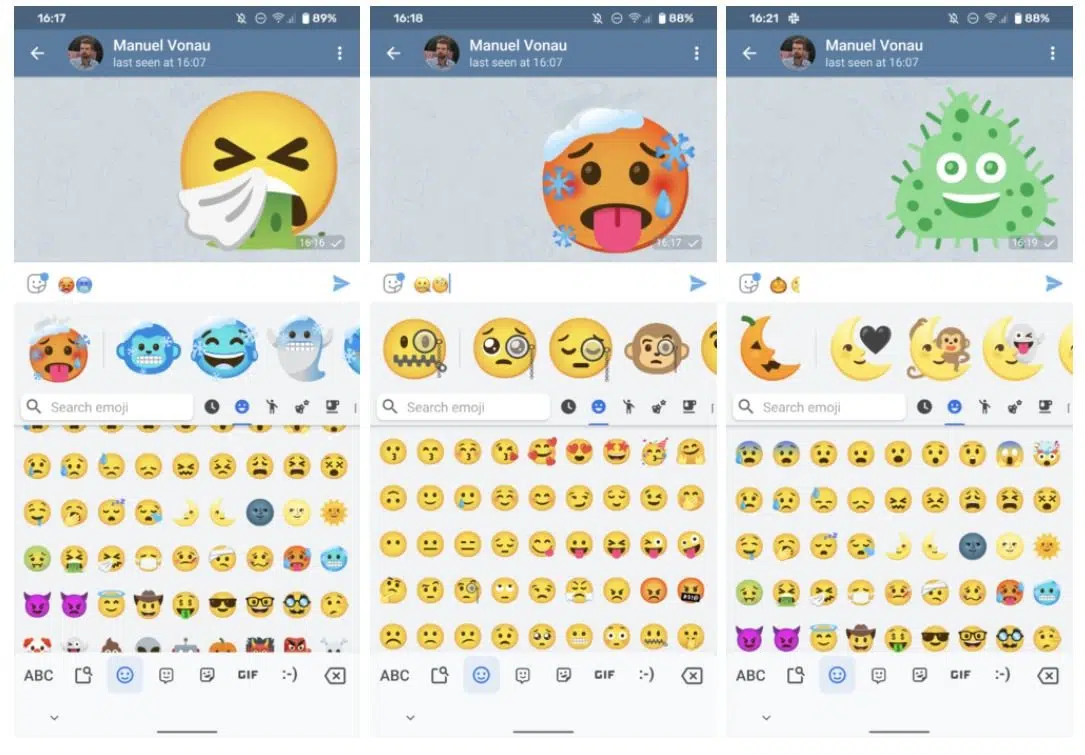 16:17
89%
Manuel Vonau
last seen at 16:07
16:16
Search emoji
ABC
GIF
:-)
16:18
88%
Manuel Vonau
last seen at 16:07
16:17
Search emoji
ABC
GIF
:-)
16:21
88%
Manuel Vonau
last seen at 16:07
16:19
Search emoji
ABC
GIF
:-)